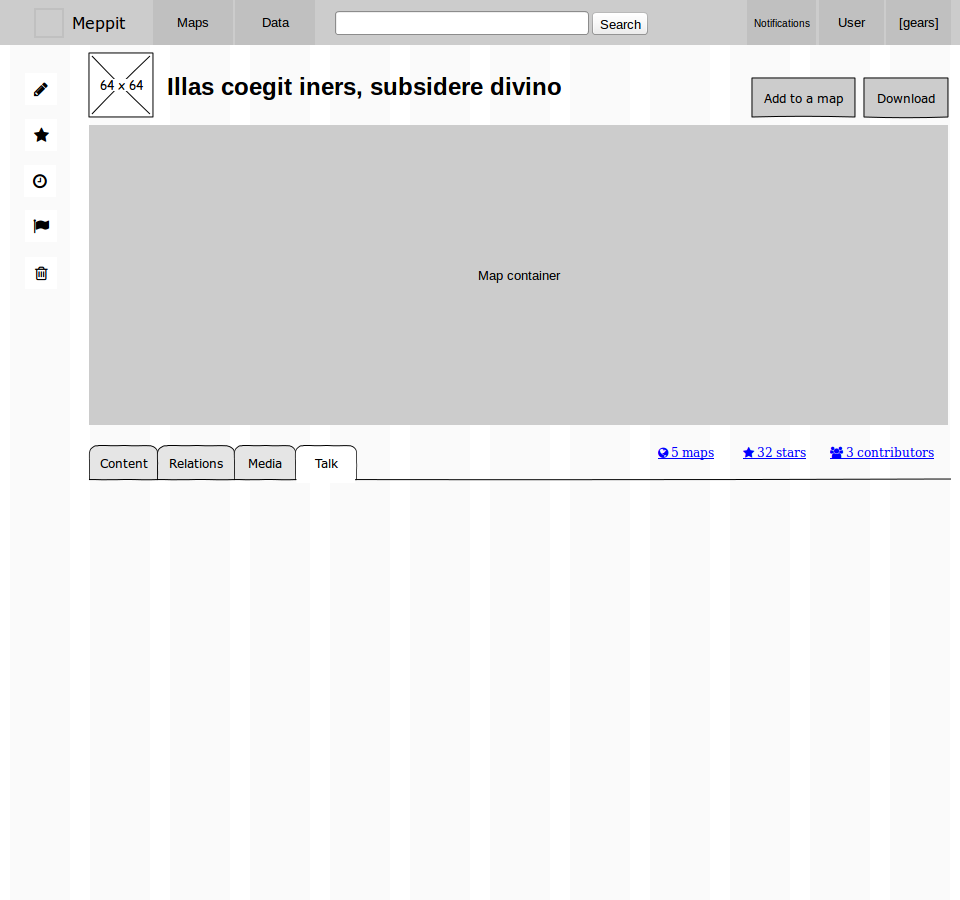 Meppit
Maps
Data
Search
Notifications
User
[gears]
64 x 64
Illas coegit iners, subsidere divino
Add to a map
Download
Map container
Content
Relations
Media
Talk
5 maps
32 stars
3 contributors